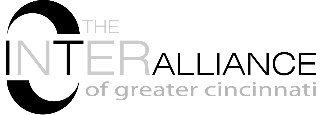 THE
INTERALLIANCE
of greater cincinnati